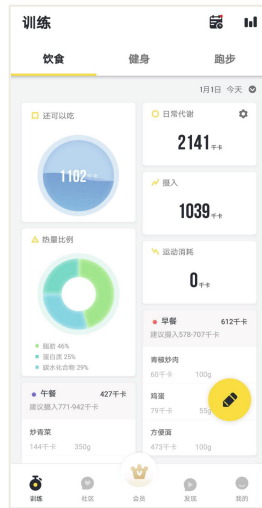 训练
饮食
健身
跑步
1月1日 今天
还可以吃
1102千卡
日常代谢
2141千卡
摄入
1039千卡
热量比例
脂肪 46%
蛋白质 25%
碳水化合物 29%
运动消耗
0千卡
早餐 612千卡
建议摄入578-707千卡
青椒炒肉
60千卡 100g
鸡蛋
79千卡 55g
方便面
473千卡 100g
午餐 427千卡
建议摄入771-942千卡
炒青菜
144千卡 350g
训练
社区
会员
发现
我的